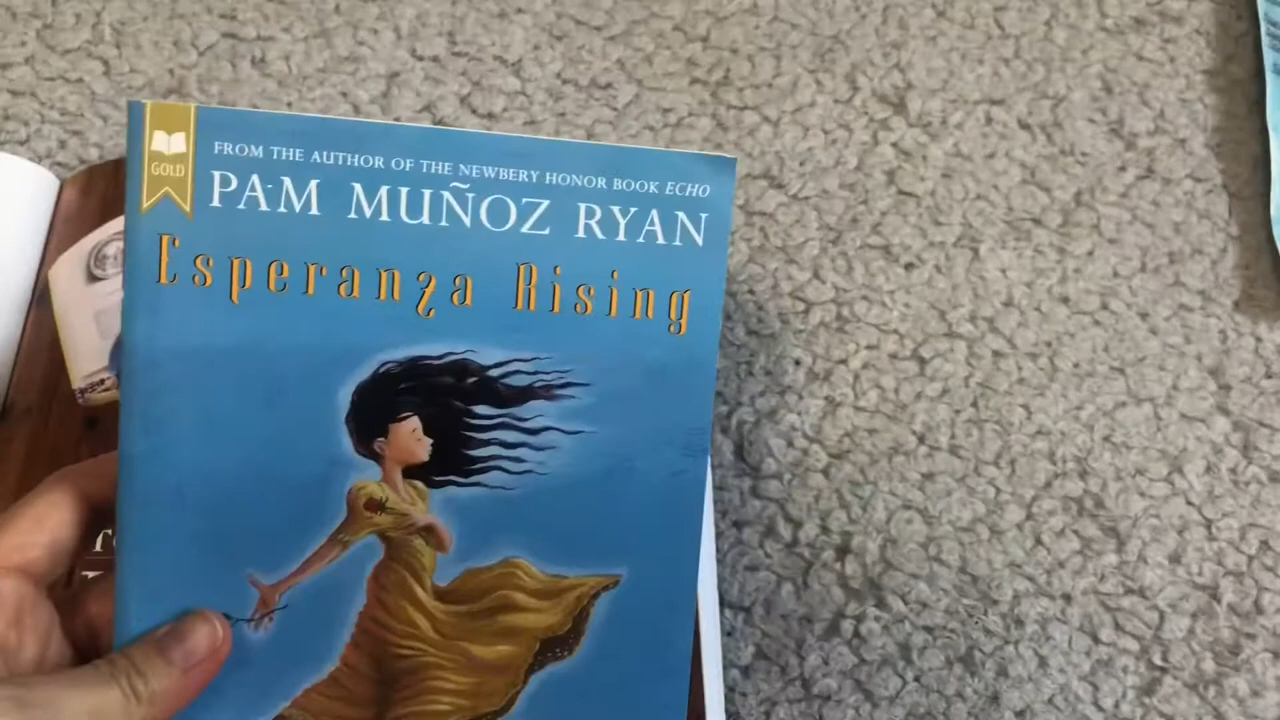 GOLD
FROM THE AUTHOR OF THE NEWBERY HONOR BOOK ECHO
PAM MUÑOZ RYAN
Esperanza Rising